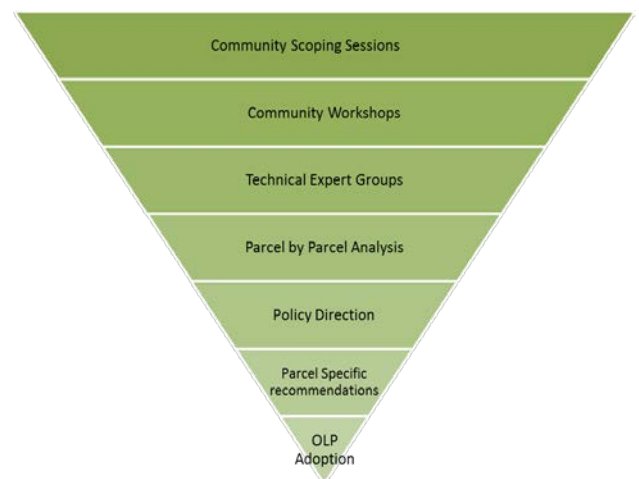 Community Scoping Sessions
Community Workshops
Technical Expert Groups
Parcel by Parcel Analysis
Policy Direction
Parcel Specific
recommendations
OLP
Adoption